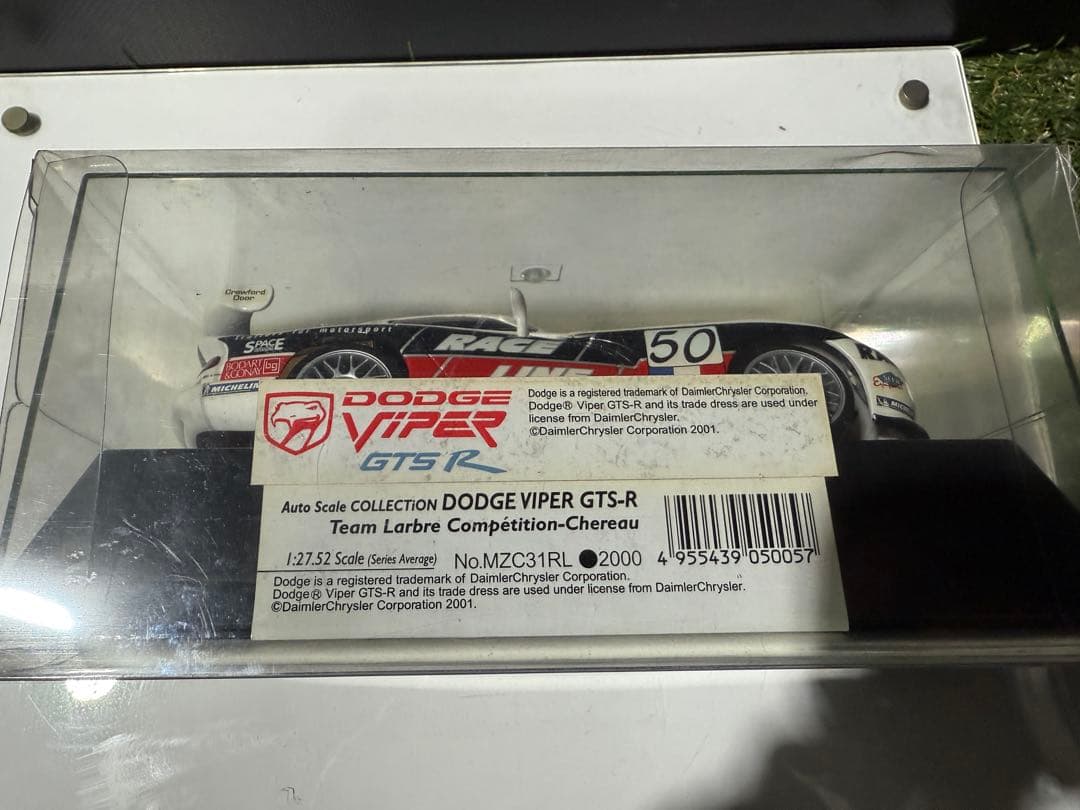 Crawford
Door
for motorsport
SPACE
RACE
LINE
50
BODART
&GONAY bg
MICHELIN
DODGE
VIPER
GTS R
Dodge is a registered trademark of DaimlerChrysler Corporation.
Dodge® Viper GTS-R and its trade dress are used under
license from DaimlerChrysler.
©DaimlerChrysler Corporation 2001.
Auto Scale COLLECTION DODGE VIPER GTS-R
Team Larbre Compétition-Chereau
1:27.52 Scale (Series Average) No.MZC31RL ●2000
4 955439 050057
Dodge is a registered trademark of DaimlerChrysler Corporation.
Dodge® Viper GTS-R and its trade dress are used under license from DaimlerChrysler.
©DaimlerChrysler Corporation 2001.